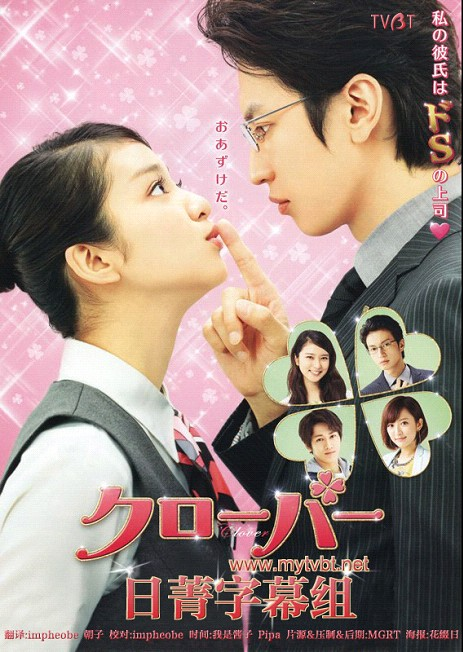 TVBT
私の彼氏はドSの上司
おあずけだ。
クローバー
Clover
www.mytvbt.net
日菁字幕组
翻译:impheobe 朝子 校对:impheobe 时间:我是酱子 Pipa 片源&压制&后期:MGRT 海报:花煅日